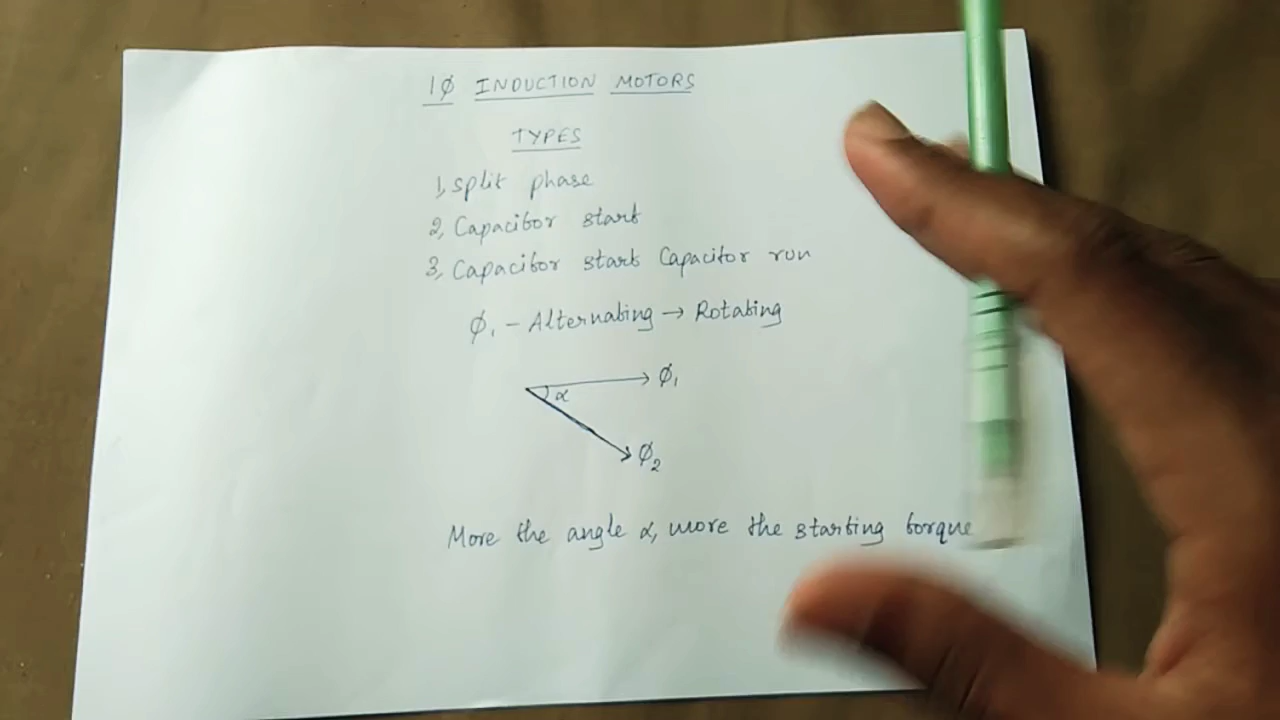 1ϕ INDUCTION MOTORS
TYPES
1, split phase
2, Capacitor start
3, Capacitor start Capacitor run
ϕ₁ - Alternating → Rotating
ϕ₁
α
ϕ₂
More the angle α, more the starting torque